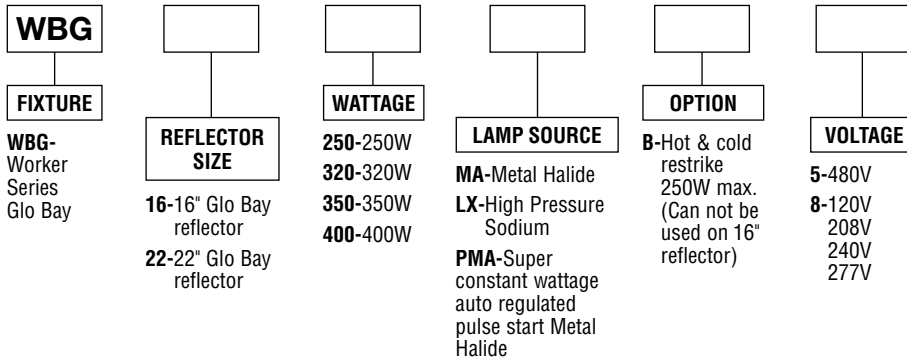 WBG
FIXTURE
WBG-
Worker
Series
Glo Bay
REFLECTOR
SIZE
16-16" Glo Bay
reflector
22-22" Glo Bay
reflector
WATTAGE
250-250W
320-320W
350-350W
400-400W
LAMP SOURCE
MA-Metal Halide
LX-High Pressure
Sodium
PMA-Super
constant wattage
auto regulated
pulse start Metal
Halide
OPTION
B-Hot & cold
restrike
250W max.
(Can not be
used on 16"
reflector)
VOLTAGE
5-480V
8-120V
208V
240V
277V